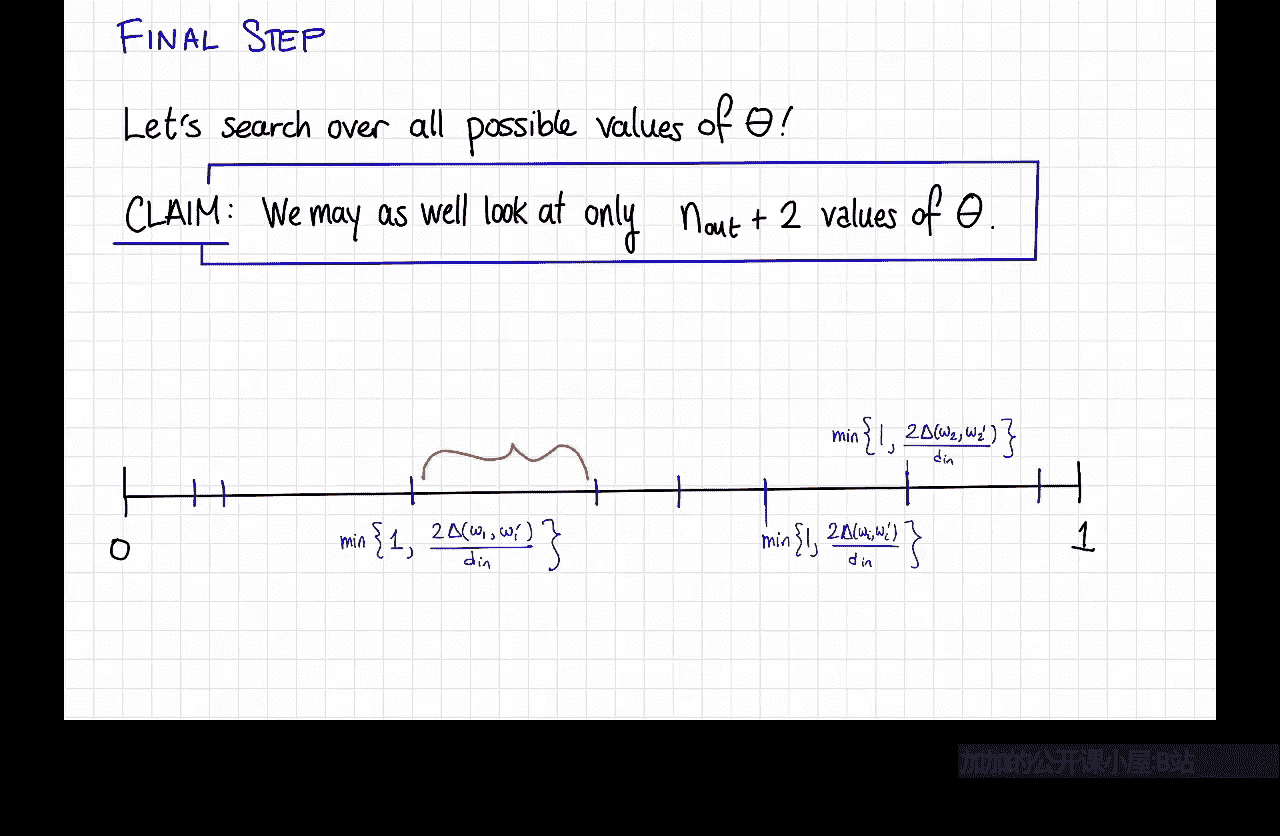 FINAL STEP
Let's search over all possible values of θ!
CLAIM: We may as well look at only n_out + 2 values of θ.
min{1, 2Δ(ω₂,ω₂')/d_in}
0
min{1, 2Δ(ω₁,ω₁')/d_in}
min{1, 2Δ(ωᵢ,ωᵢ')/d_in}
1
加加的公开课小屋 B站